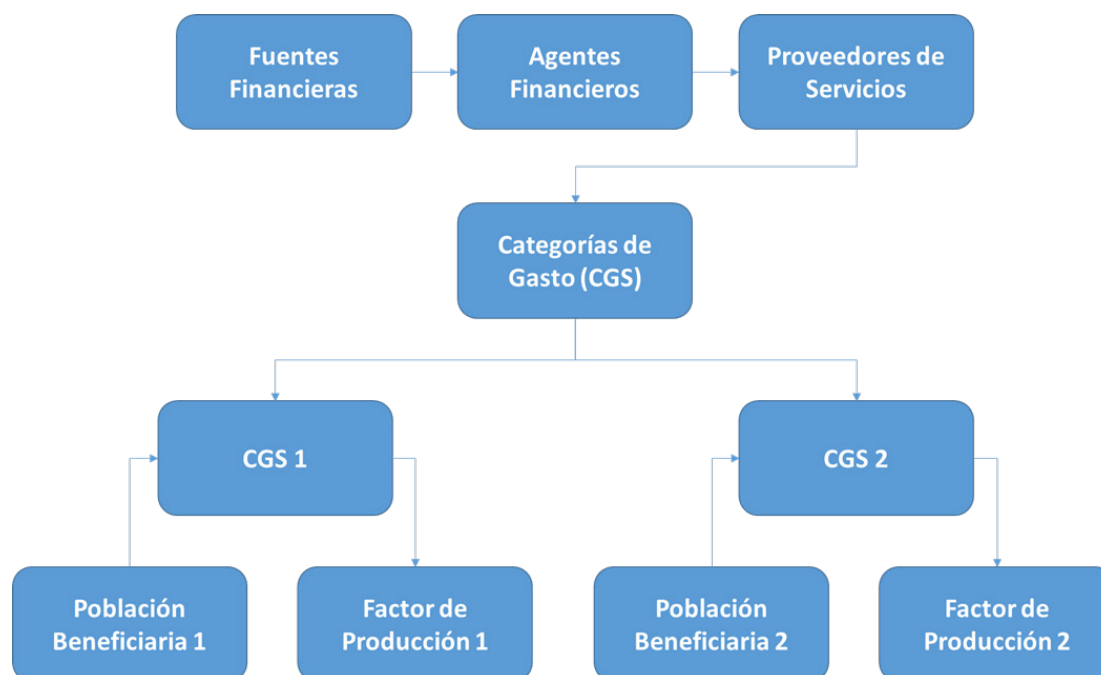 Fuentes
Financieras
Agentes
Financieros
Proveedores de
Servicios
Categorías de
Gasto (CGS)
CGS 1
CGS 2
Población
Beneficiaria 1
Factor de
Producción 1
Población
Beneficiaria 2
Factor de
Producción 2